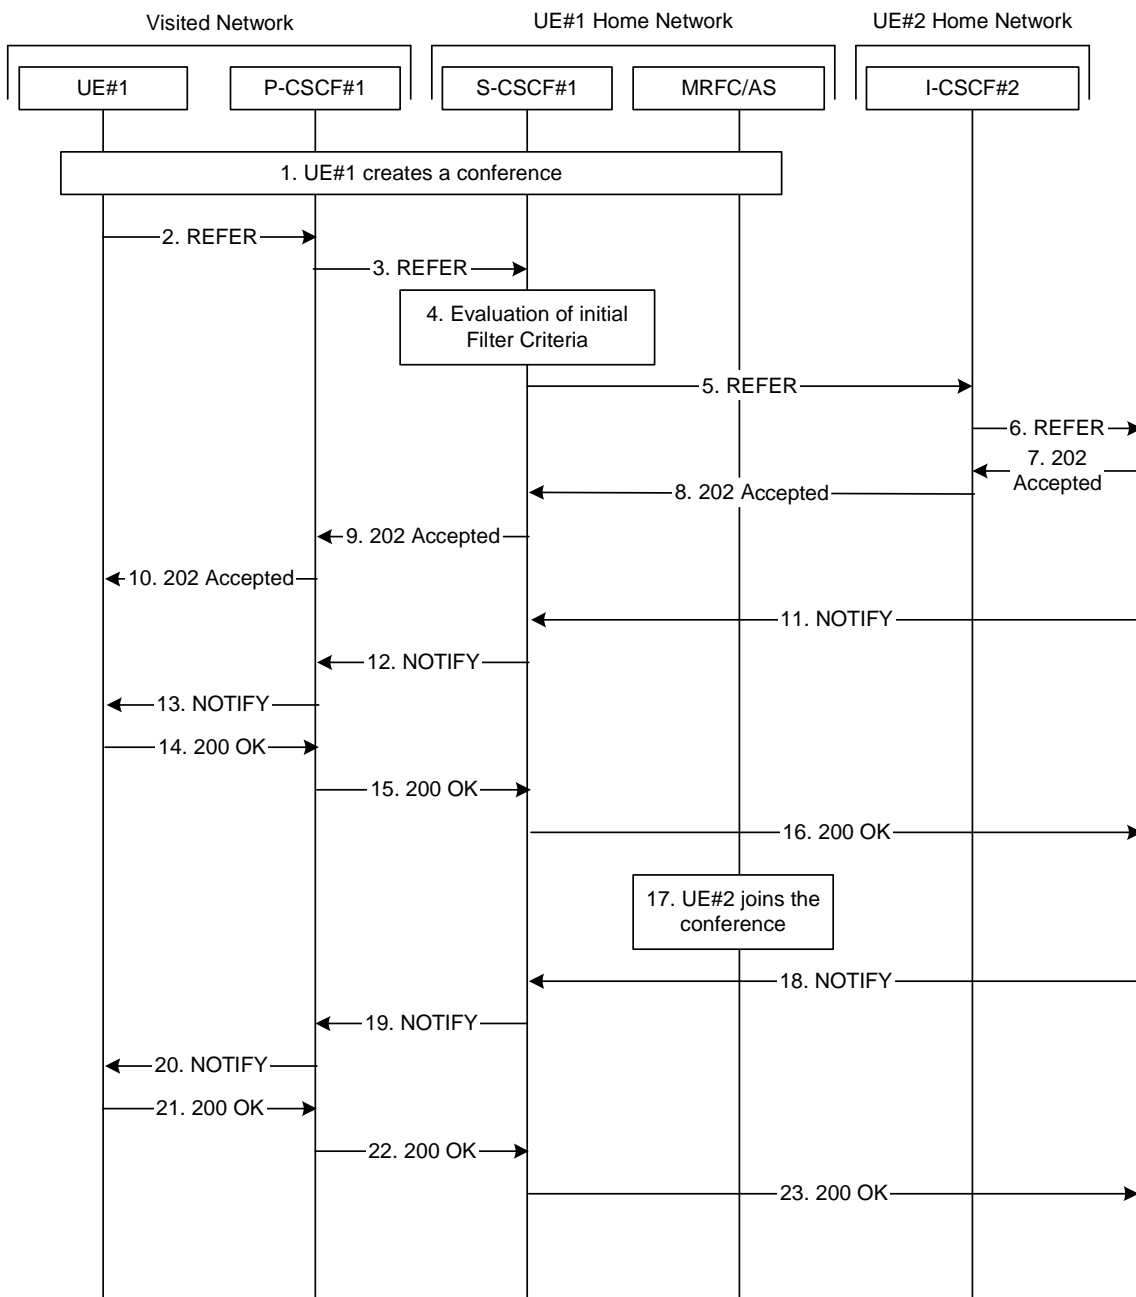 Visited Network
UE#1 Home Network
UE#2 Home Network
UE#1
P-CSCF#1
S-CSCF#1
MRFC/AS
I-CSCF#2
1. UE#1 creates a conference
2. REFER
3. REFER
4. Evaluation of initial
Filter Criteria
5. REFER
6. REFER
7. 202
Accepted
8. 202 Accepted
9. 202 Accepted
10. 202 Accepted
11. NOTIFY
12. NOTIFY
13. NOTIFY
14. 200 OK
15. 200 OK
16. 200 OK
17. UE#2 joins the
conference
18. NOTIFY
19. NOTIFY
20. NOTIFY
21. 200 OK
22. 200 OK
23. 200 OK